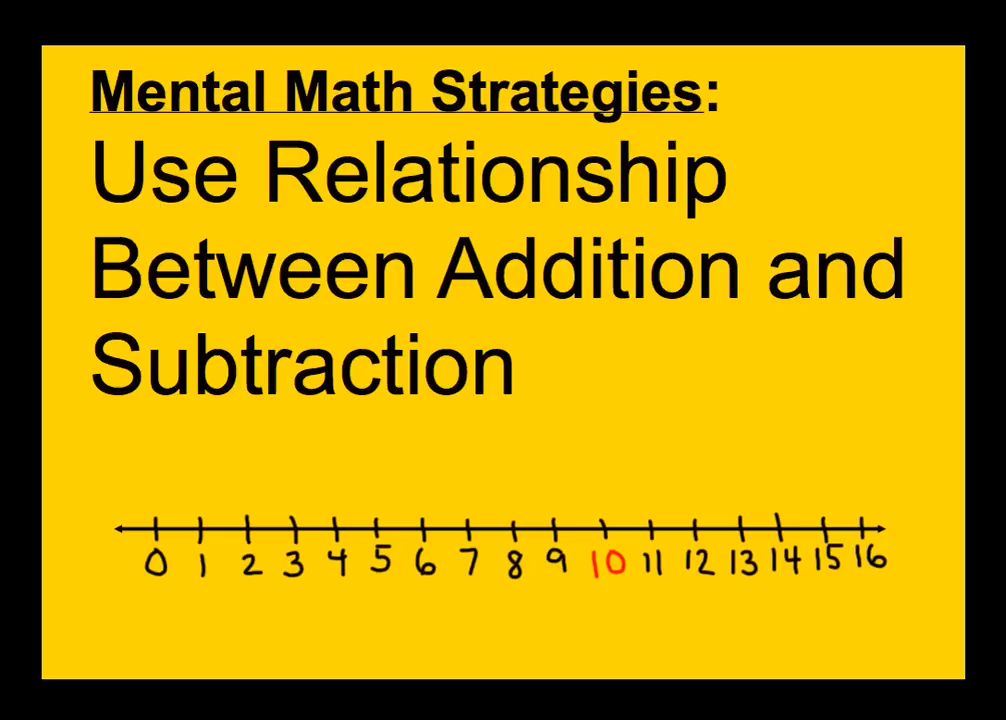 Mental Math Strategies:
Use Relationship
Between Addition and
Subtraction
0 1 2 3 4 5 6 7 8 9 10 11 12 13 14 15 16